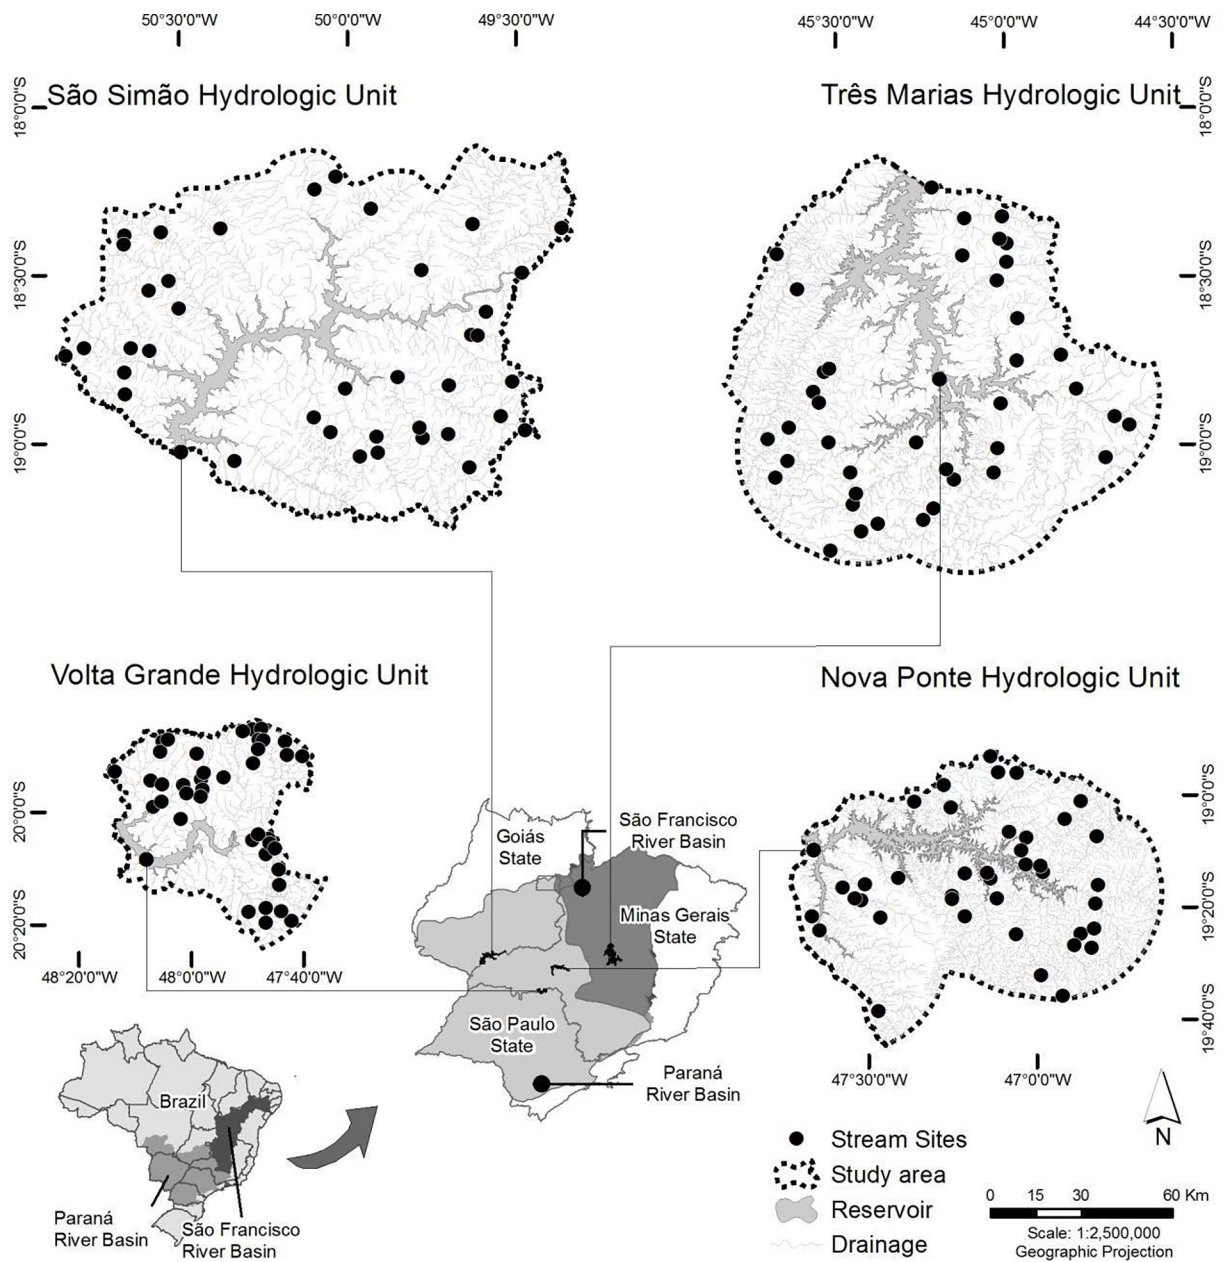 50°30'0"W
50°0'0"W
49°30'0"W
45°30'0"W
45°0'0"W
44°30'0"W
São Simão Hydrologic Unit
Três Marias Hydrologic Unit
18°0'0"S
18°30'0"S
19°0'0"S
18°0'0"S
18°30'0"S
19°0'0"S
Volta Grande Hydrologic Unit
Nova Ponte Hydrologic Unit
20°0'0"S
20°20'0"S
48°20'0"W
48°0'0"W
47°40'0"W
19°0'0"S
19°20'0"S
19°40'0"S
47°30'0"W
47°0'0"W
Goiás
State
São Francisco
River Basin
Minas Gerais
State
São Paulo
State
Paraná
River Basin
Brazil
Paraná
River Basin
São Francisco
River Basin
N
Stream Sites
Study area
Reservoir
Drainage
0 15 30 60 Km
Scale: 1:2,500,000
Geographic Projection